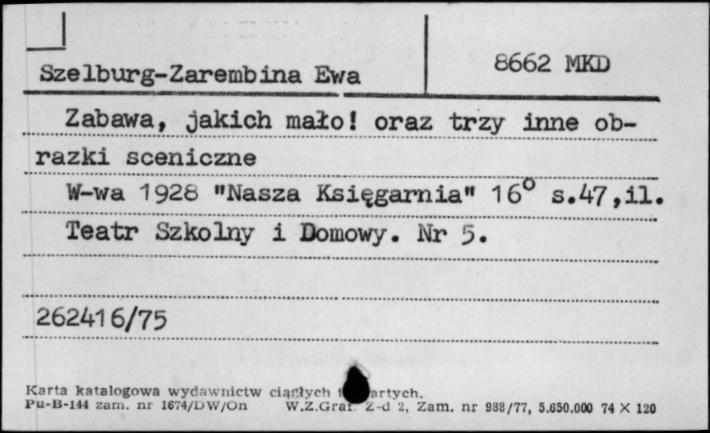 Szelburg-Zarembina Ewa
8662 MKD
Zabawa, jakich mało! oraz trzy inne ob-
razki sceniczne
W-wa 1928 "Nasza Księgarnia" 16° s.47,il.
Teatr Szkolny i Domowy. Nr 5.
262416/75
Karta katalogowa wydawnictw ciągłych
Pu-B-144 zam. nr 1674/DW/On W.Z.Graf. Z-d 2, Zam. nr 988/77, 5.650.000 74 X 120